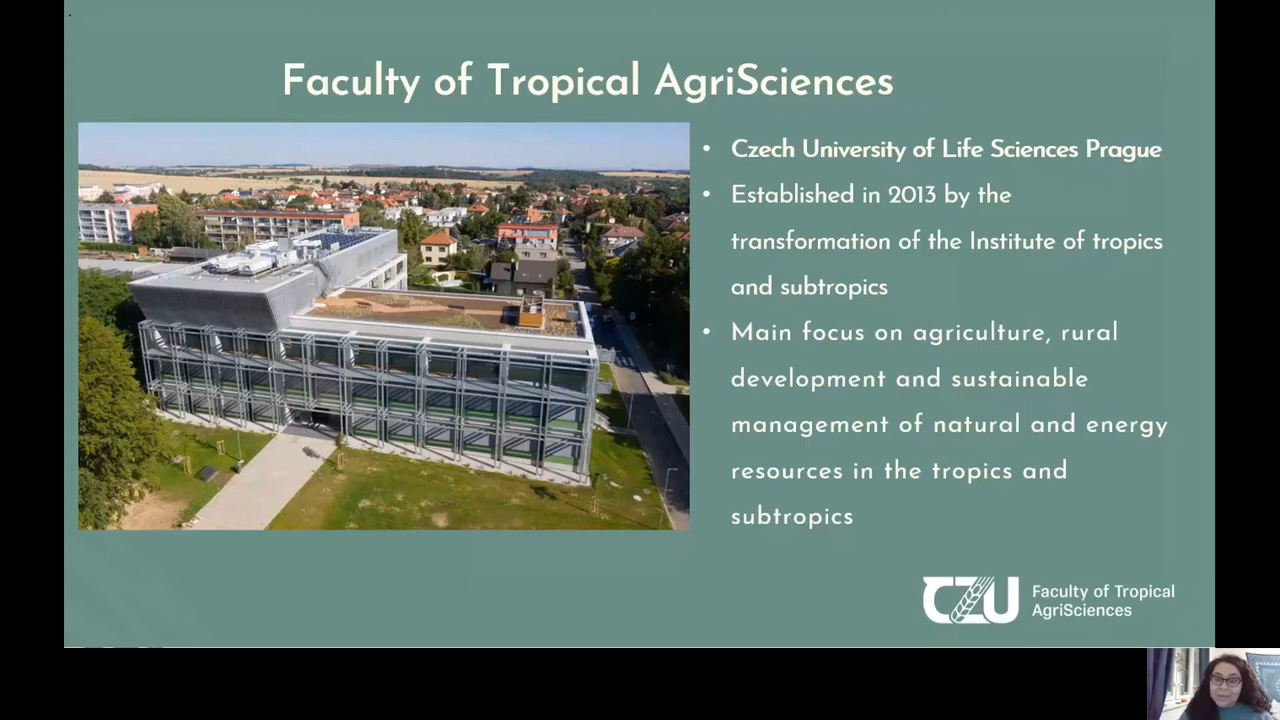 Faculty of Tropical AgriSciences
• Czech University of Life Sciences Prague
• Established in 2013 by the
transformation of the Institute of tropics
and subtropics
• Main focus on agriculture, rural
development and sustainable
management of natural and energy
resources in the tropics and
subtropics
CZU
Faculty of Tropical
AgriSciences